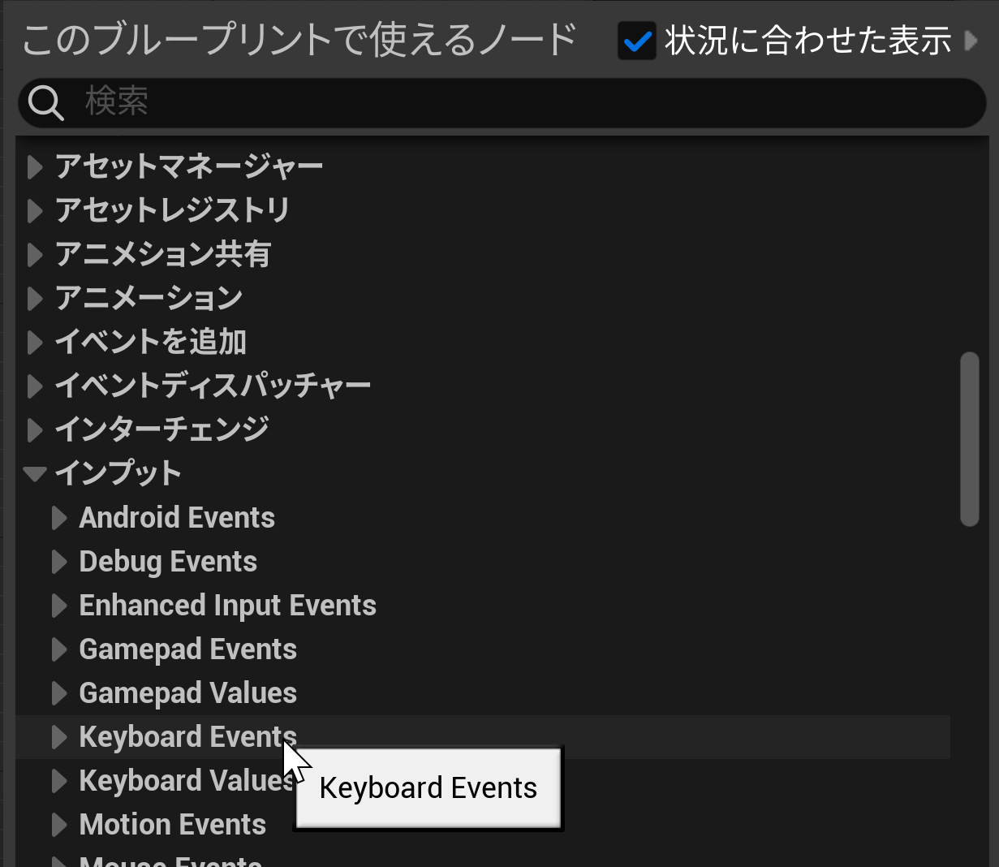 このブループリントで使えるノード
状況に合わせた表示
検索
アセットマネージャー
アセットレジストリ
アニメション共有
アニメーション
イベントを追加
イベントディスパッチャー
インターチェンジ
インプット
Android Events
Debug Events
Enhanced Input Events
Gamepad Events
Gamepad Values
Keyboard Events
Keyboard Values
Keyboard Events
Motion Events
Mouse Events